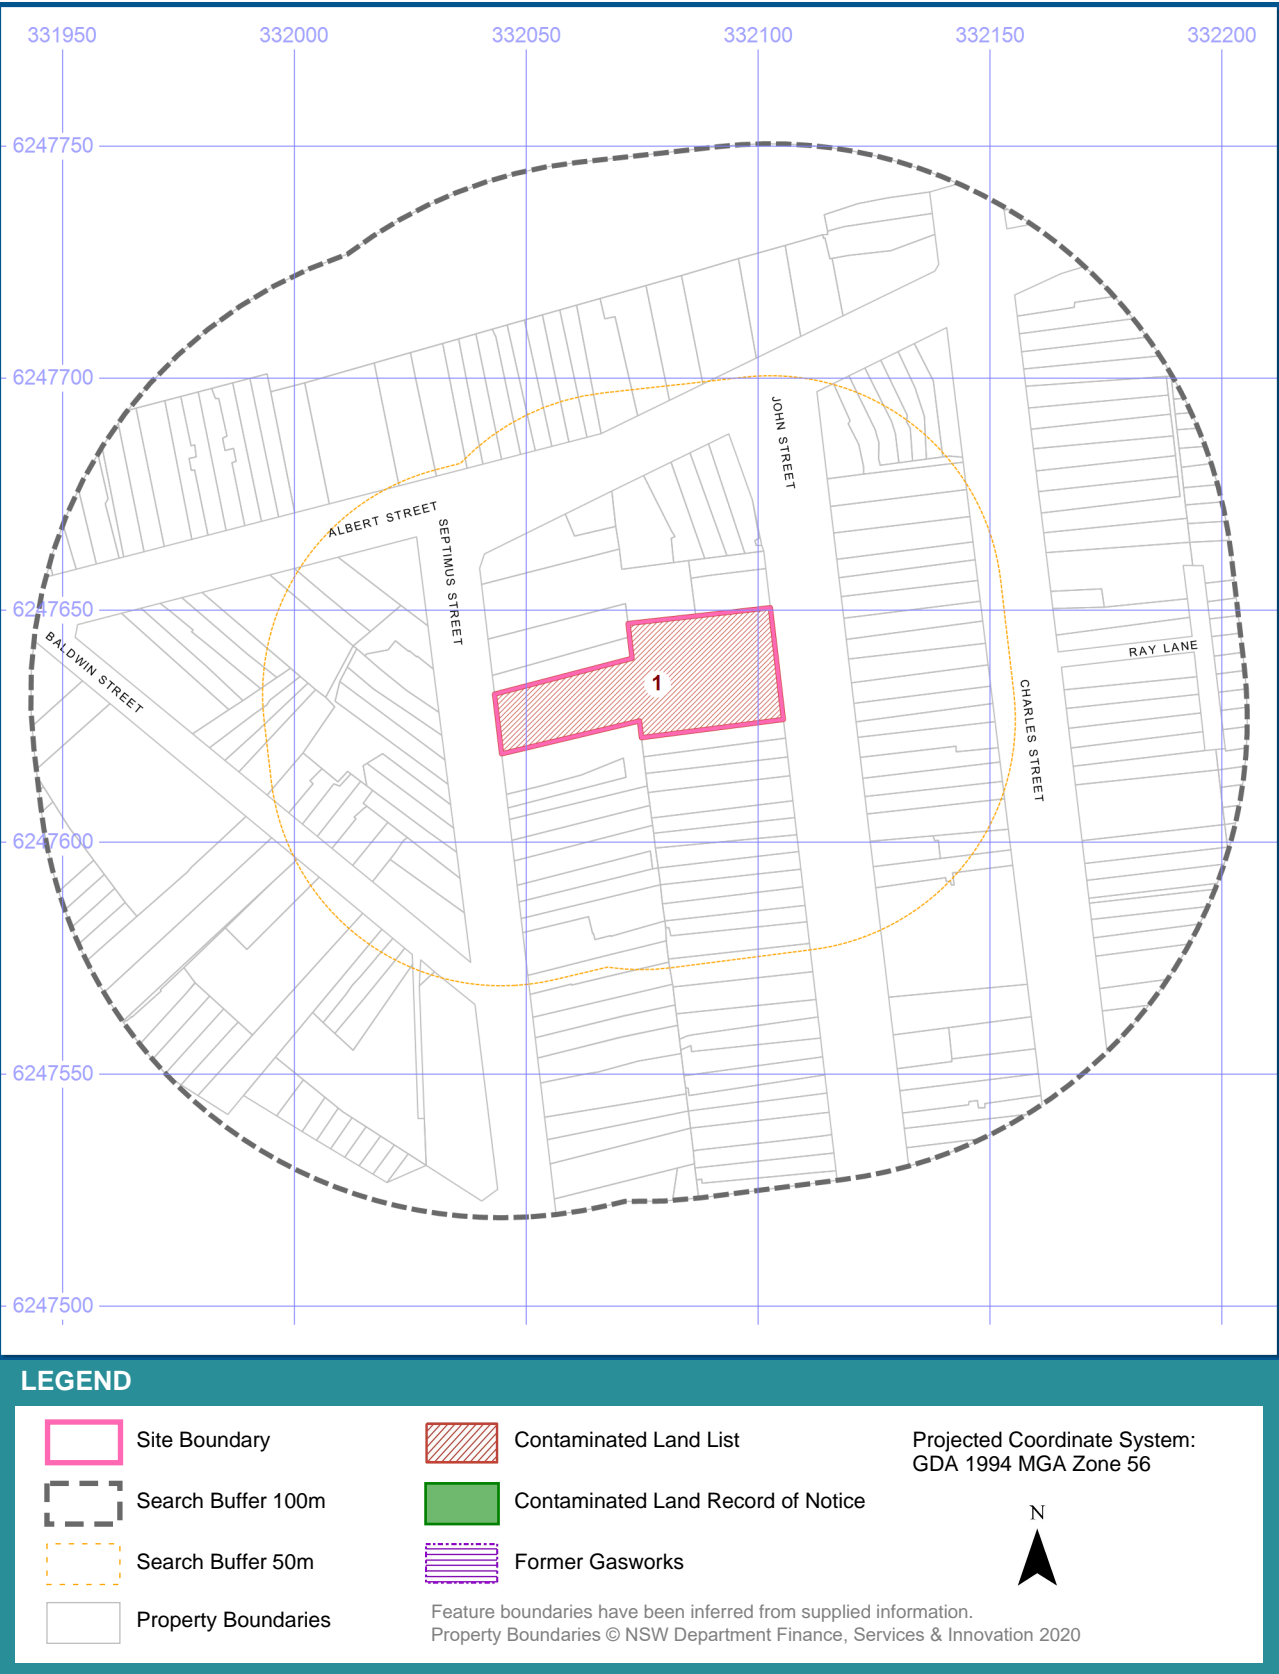 331950 332000 332050 332100 332150 332200
6247750
6247700
JOHN STREET
ALBERT STREET
SEPTIMUS STREET
6247650
BALDWIN STREET
RAY LANE
1
CHARLES STREET
6247600
6247550
6247500
LEGEND
Site Boundary
Search Buffer 100m
Search Buffer 50m
Property Boundaries
Contaminated Land List
Contaminated Land Record of Notice
Former Gasworks
Projected Coordinate System:
GDA 1994 MGA Zone 56
N
Feature boundaries have been inferred from supplied information.
Property Boundaries © NSW Department Finance, Services & Innovation 2020